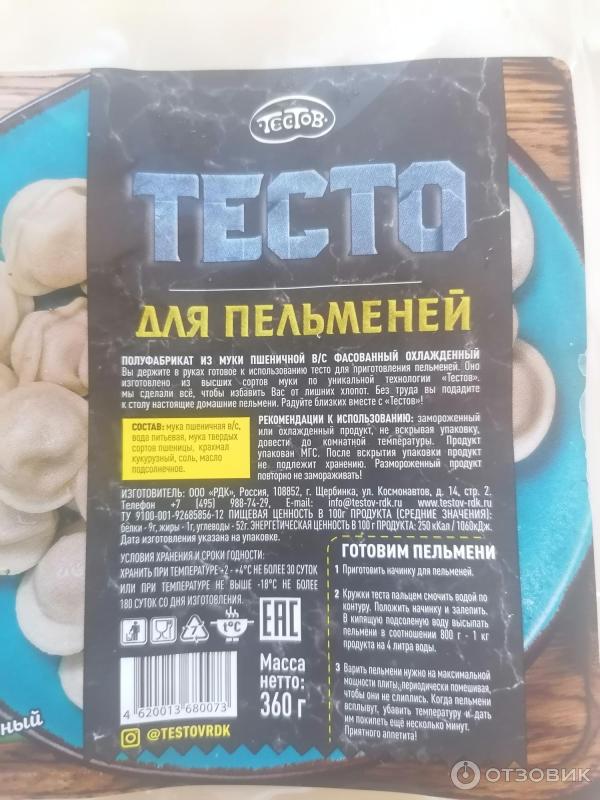 ТЕСТОВ
ТЕСТО
ДЛЯ ПЕЛЬМЕНЕЙ
ПОЛУФАБРИКАТ ИЗ МУКИ ПШЕНИЧНОЙ В/С ФАСОВАННЫЙ ОХЛАЖДЕННЫЙ
Вы держите в руках готовое к использованию тесто для приготовления пельменей. Оно
изготовлено из высших сортов муки по уникальной технологии «Тестов».
мы сделали всё, чтобы избавить Вас от лишних хлопот. Без труда вы подадите
к столу настоящие домашние пельмени. Радуйте близких вместе с «Тестов»!
СОСТАВ: мука пшеничная в/с,
вода питьевая, мука твердых
сортов пшеницы, крахмал
кукурузный, соль, масло
подсолнечное.
РЕКОМЕНДАЦИИ К ИСПОЛЬЗОВАНИЮ: замороженный
или охлажденный продукт, не вскрывая упаковку,
довести до комнатной температуры. Продукт
упакован МГС. После вскрытия упаковки продукт
не подлежит хранению. Размороженный продукт
повторно не замораживать!
ИЗГОТОВИТЕЛЬ: ООО «РДК», Россия, 108852, г. Щербинка, ул. Космонавтов, д. 14, стр. 2.
Телефон +7 (495) 988-74-29, E-mail: info@testov-rdk.ru www.testov-rdk.ru
ТУ 9100-001-92685856-12 ПИЩЕВАЯ ЦЕННОСТЬ В 100г ПРОДУКТА (СРЕДНИЕ ЗНАЧЕНИЯ):
белки - 9г, жиры - 1г, углеводы - 52г. ЭНЕРГЕТИЧЕСКАЯ ЦЕННОСТЬ В 100 г ПРОДУКТА: 250 кКал / 1060кДж.
Дата изготовления указана на упаковке.
УСЛОВИЯ ХРАНЕНИЯ И СРОКИ ГОДНОСТИ:
ХРАНИТЬ ПРИ ТЕМПЕРАТУРЕ +2 - +4°С НЕ БОЛЕЕ 30 СУТОК
ИЛИ ПРИ ТЕМПЕРАТУРЕ НЕ ВЫШЕ -18°С НЕ БОЛЕЕ
180 СУТОК СО ДНЯ ИЗГОТОВЛЕНИЯ.
7
t°C
EAC
Масса
нетто:
360 г
4 620013 680073
@TESTOVRDK
ГОТОВИМ ПЕЛЬМЕНИ
1 Приготовить начинку для пельменей.
2 Кружки теста пальцем смочить водой по
контуру. Положить начинку и залепить.
В кипящую подсоленую воду высыпать
пельмени в соотношении 800 г - 1 кг
продукта на 4 литра воды.
3 Варить пельмени нужно на максимальной
мощности плиты, периодически помешивая,
чтобы они не слиплись. Когда пельмени
всплывут, убавить температуру и дать
им покипеть ещё несколько минут.
Приятного аппетита!
ный
ОТЗОВИК